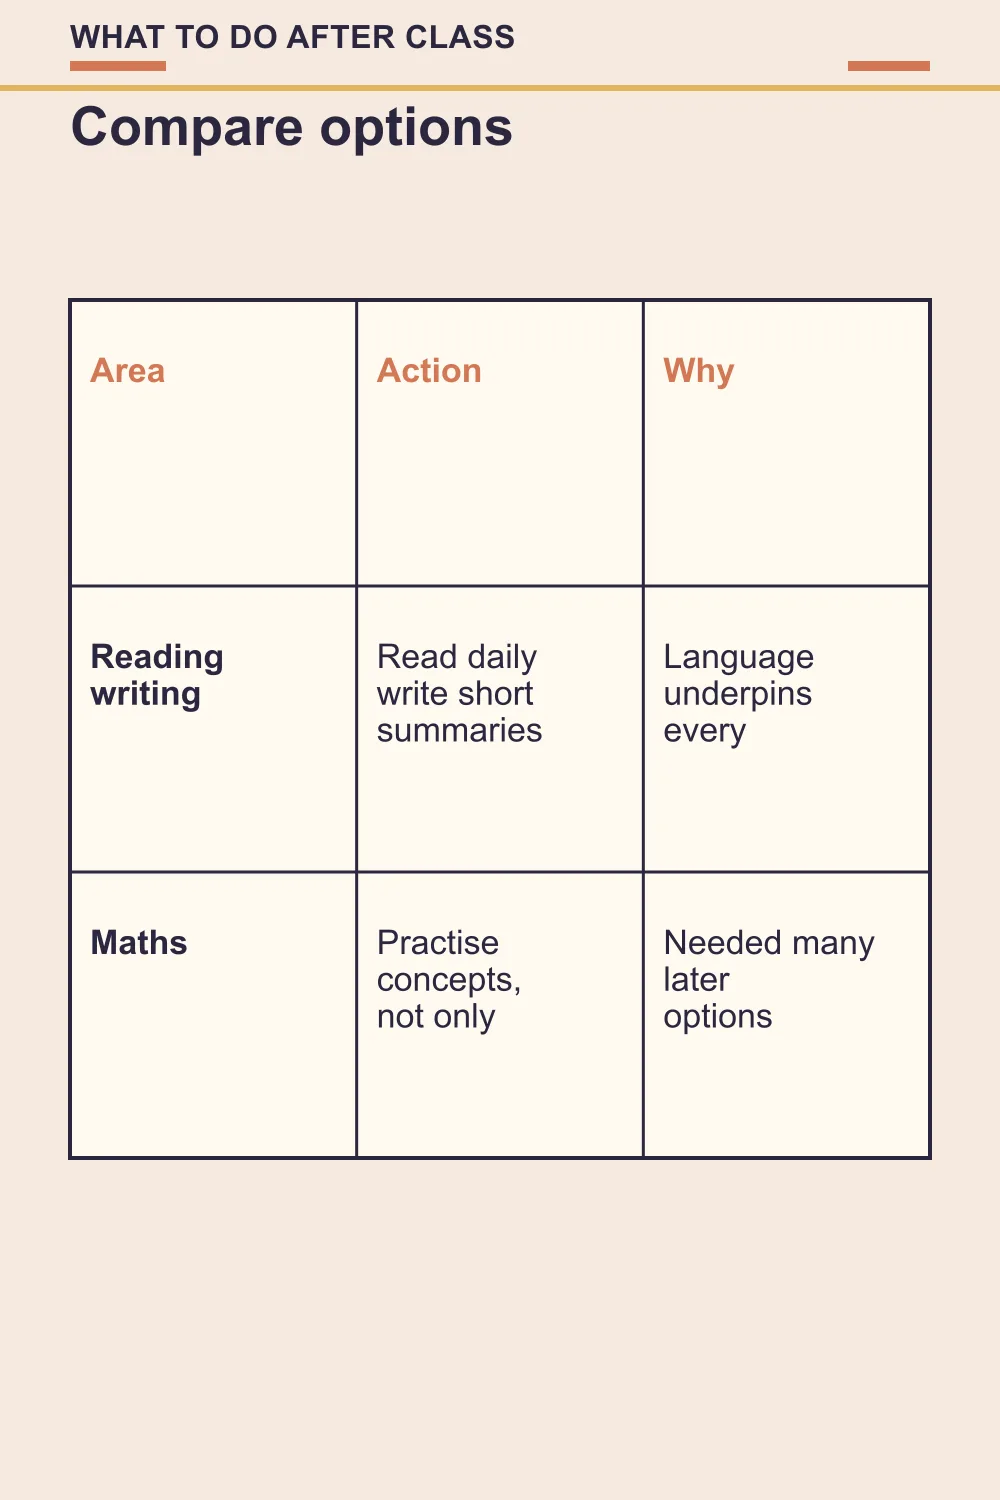 WHAT TO DO AFTER CLASS
Compare options
Area
Action
Why
Reading
writing
Read daily
write short
summaries
Language
underpins
every
Maths
Practise
concepts,
not only
Needed many
later
options